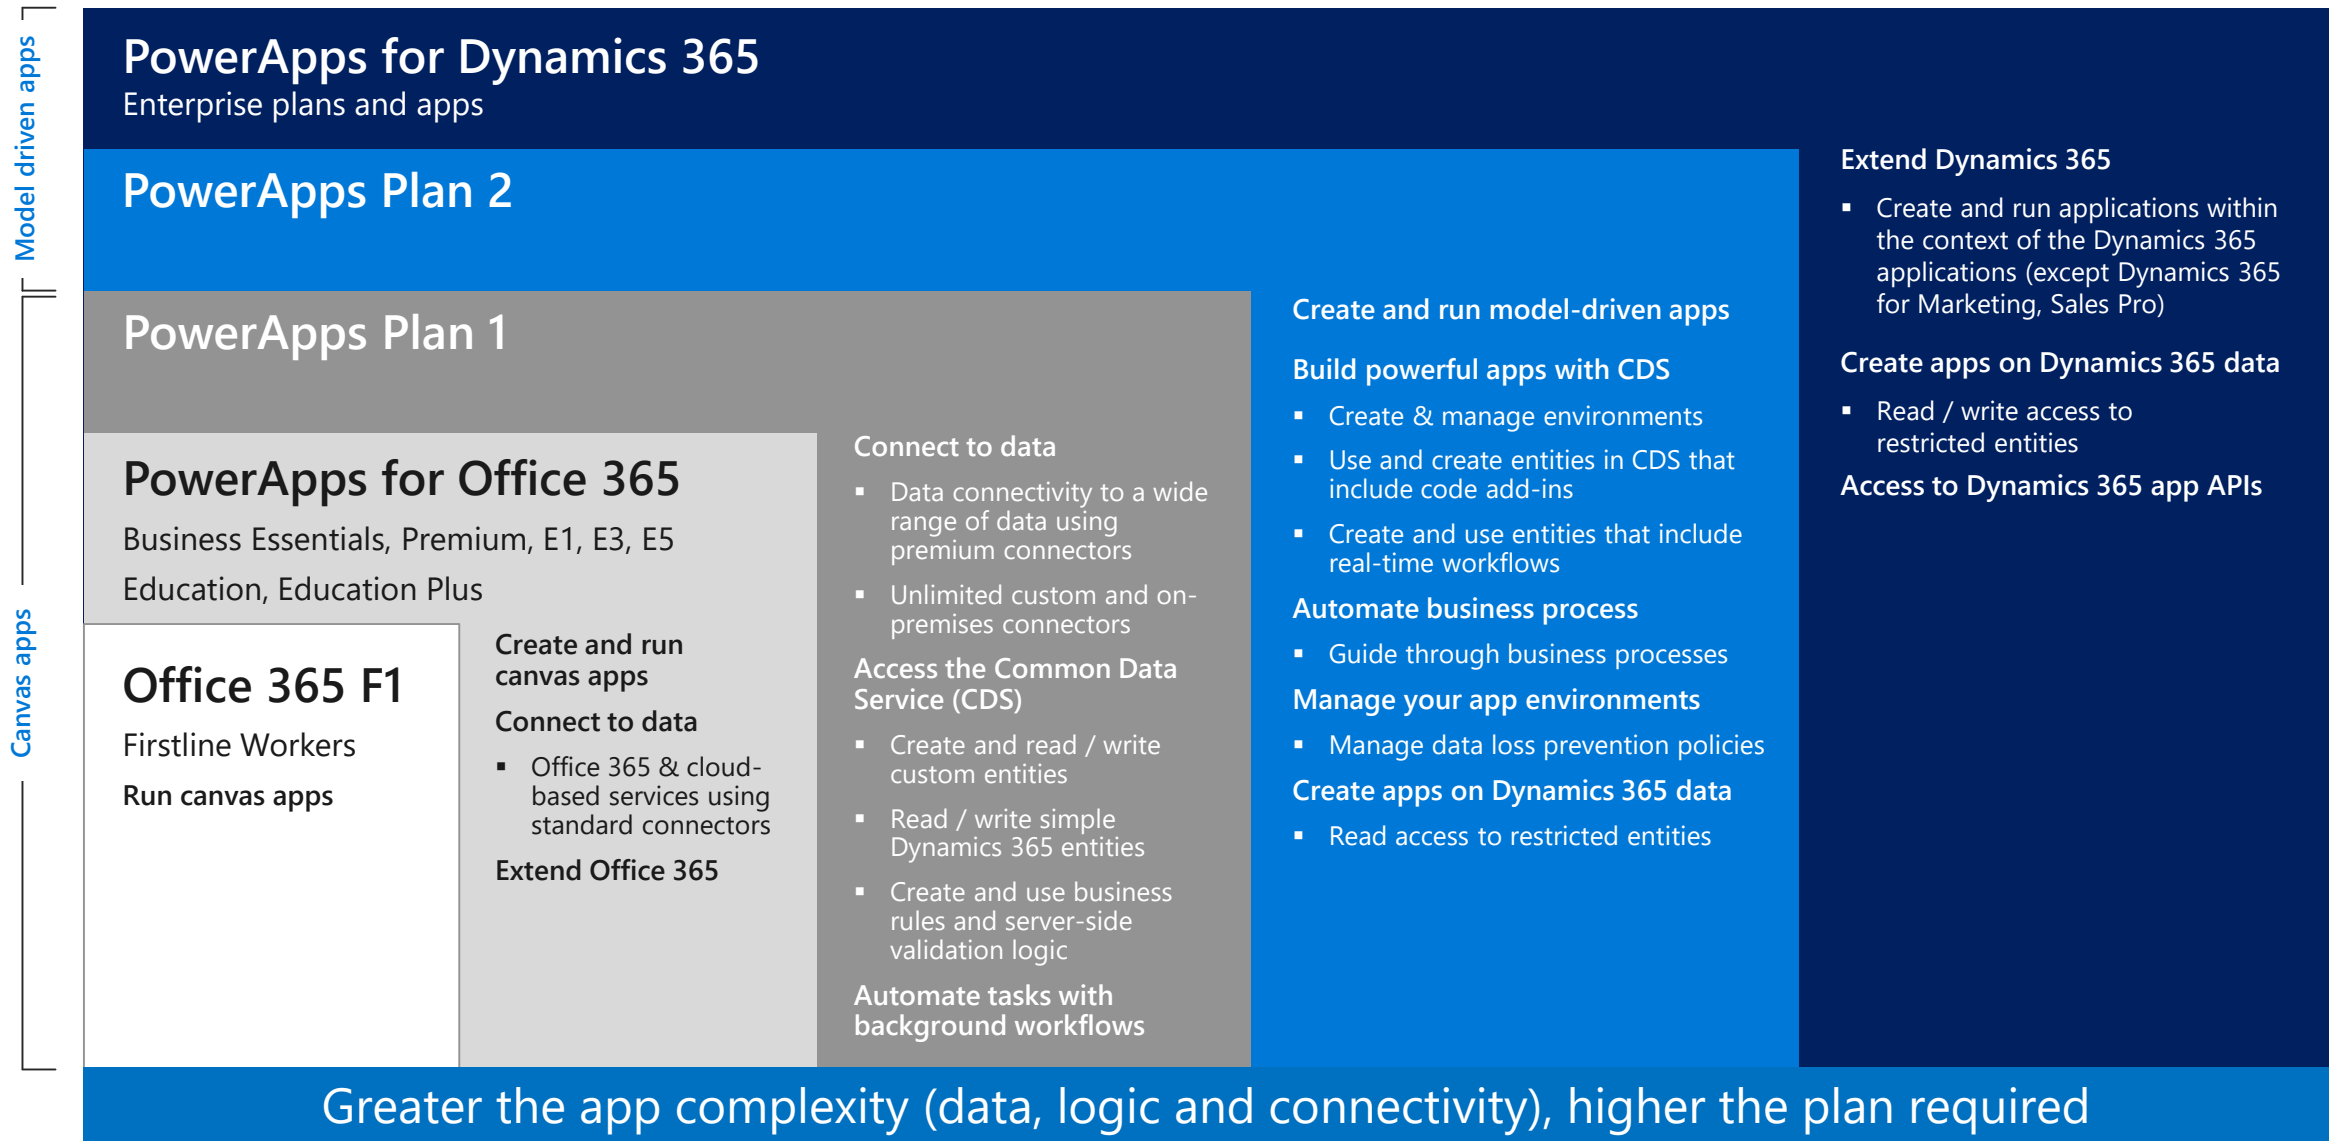 Model driven apps
Canvas apps
PowerApps for Dynamics 365
Enterprise plans and apps
PowerApps Plan 2
PowerApps Plan 1
PowerApps for Office 365
Business Essentials, Premium, E1, E3, E5
Education, Education Plus
Office 365 F1
Firstline Workers
Run canvas apps
Create and run
canvas apps
Connect to data
▪ Office 365 & cloud-
based services using
standard connectors
Extend Office 365
Connect to data
▪ Data connectivity to a wide
range of data using
premium connectors
▪ Unlimited custom and on-
premises connectors
Access the Common Data
Service (CDS)
▪ Create and read / write
custom entities
▪ Read / write simple
Dynamics 365 entities
▪ Create and use business
rules and server-side
validation logic
Automate tasks with
background workflows
Create and run model-driven apps
Build powerful apps with CDS
▪ Create & manage environments
▪ Use and create entities in CDS that
include code add-ins
▪ Create and use entities that include
real-time workflows
Automate business process
▪ Guide through business processes
Manage your app environments
▪ Manage data loss prevention policies
Create apps on Dynamics 365 data
▪ Read access to restricted entities
Extend Dynamics 365
▪ Create and run applications within
the context of the Dynamics 365
applications (except Dynamics 365
for Marketing, Sales Pro)
Create apps on Dynamics 365 data
▪ Read / write access to
restricted entities
Access to Dynamics 365 app APIs
Greater the app complexity (data, logic and connectivity), higher the plan required